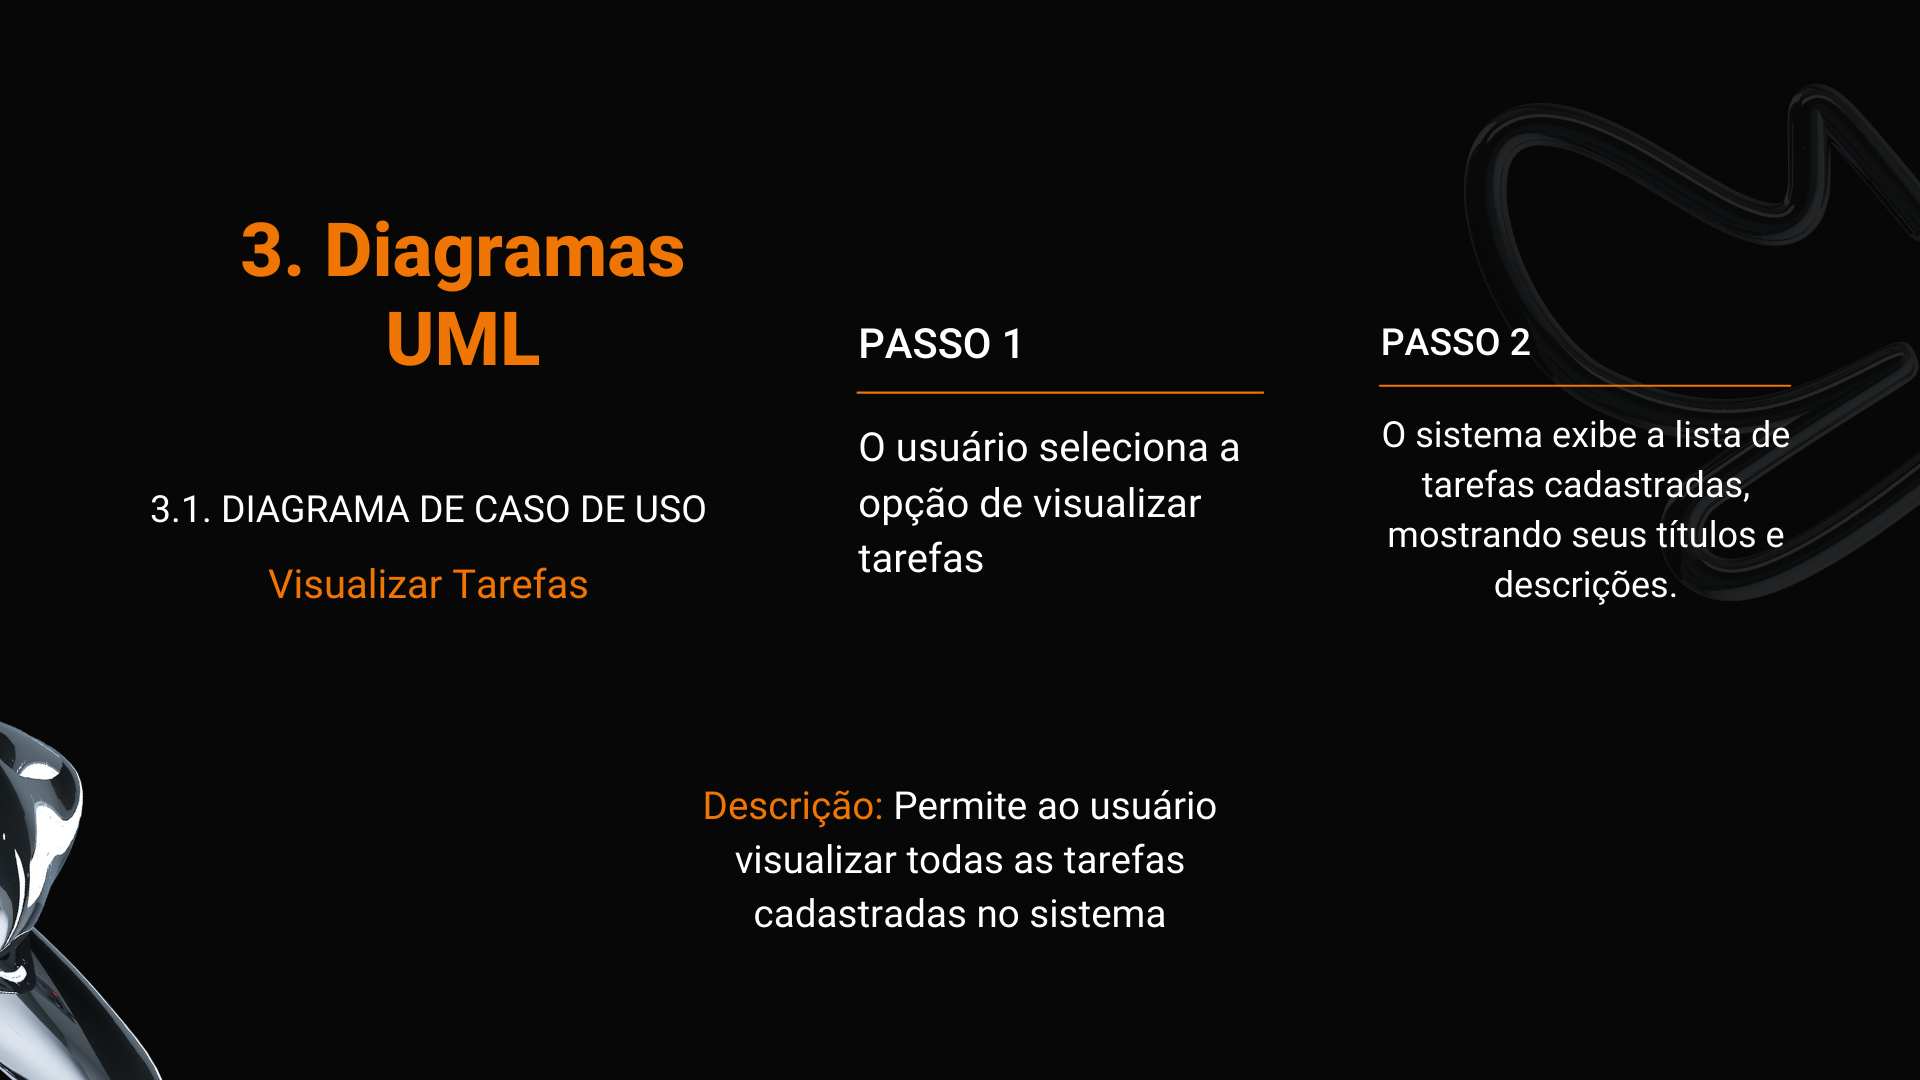 3. Diagramas
UML
3.1. DIAGRAMA DE CASO DE USO
Visualizar Tarefas
PASSO 1
O usuário seleciona a
opção de visualizar
tarefas
PASSO 2
O sistema exibe a lista de
tarefas cadastradas,
mostrando seus títulos e
descrições.
Descrição: Permite ao usuário
visualizar todas as tarefas
cadastradas no sistema